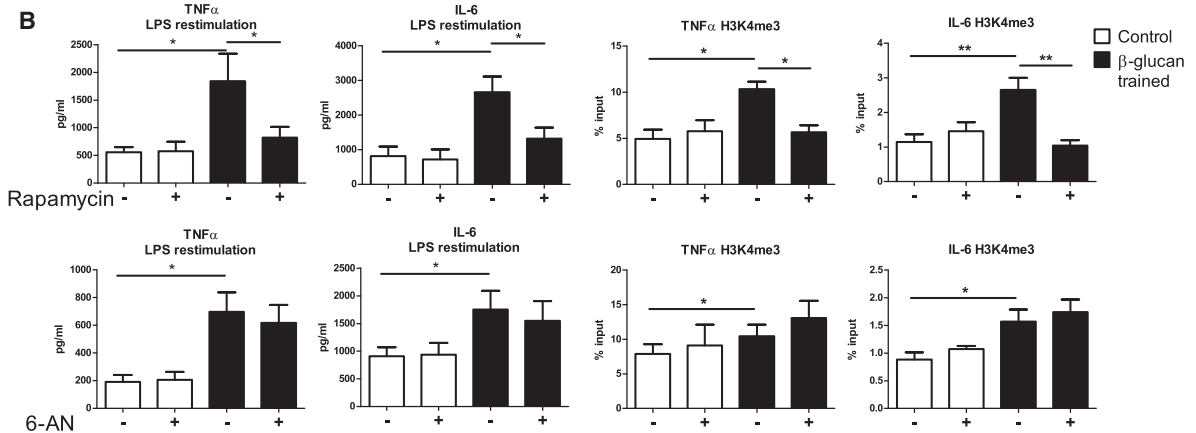 B
TNFα
LPS restimulation
pg/ml
2500
2000
1500
1000
500
0
*
*
IL-6
LPS restimulation
pg/ml
4000
3000
2000
1000
0
*
*
TNFα H3K4me3
% input
15
10
5
0
*
*
IL-6 H3K4me3
% input
4
3
2
1
0
**
**
Control
β-glucan
trained
Rapamycin - + - +
- + - +
- + - +
- + - +
TNFα
LPS restimulation
pg/ml
1000
800
600
400
200
0
*
IL-6
LPS restimulation
pg/ml
2500
2000
1500
1000
500
0
*
TNFα H3K4me3
% input
20
15
10
5
0
*
IL-6 H3K4me3
% input
2.5
2.0
1.5
1.0
0.5
0.0
*
6-AN - + - +
- + - +
- + - +
- + - +